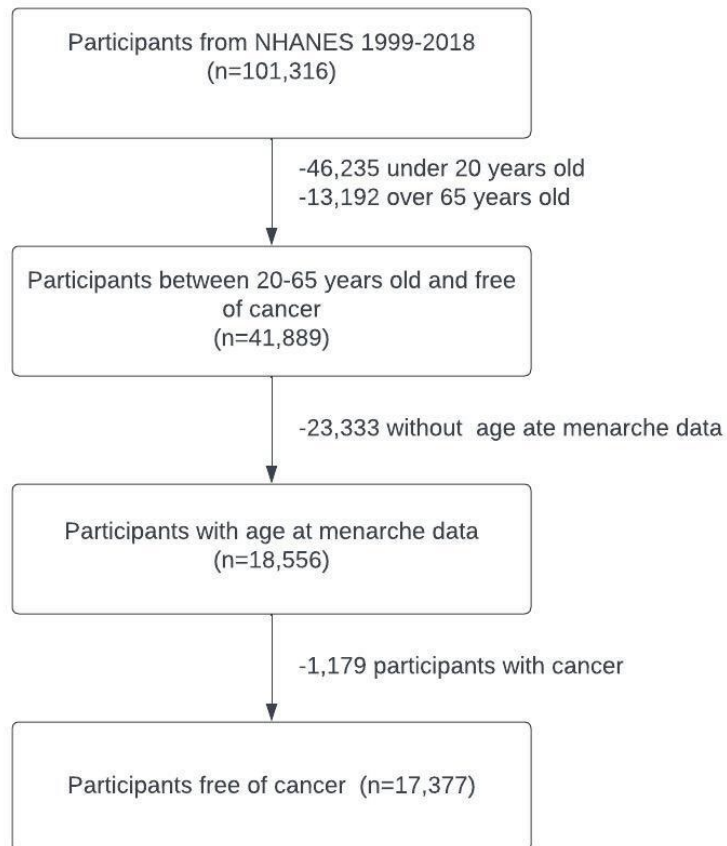 Participants from NHANES 1999-2018
(n=101,316)
-46,235 under 20 years old
-13,192 over 65 years old
Participants between 20-65 years old and free
of cancer
(n=41,889)
-23,333 without  age ate menarche data
Participants with age at menarche data
(n=18,556)
-1,179 participants with cancer
Participants free of cancer  (n=17,377)